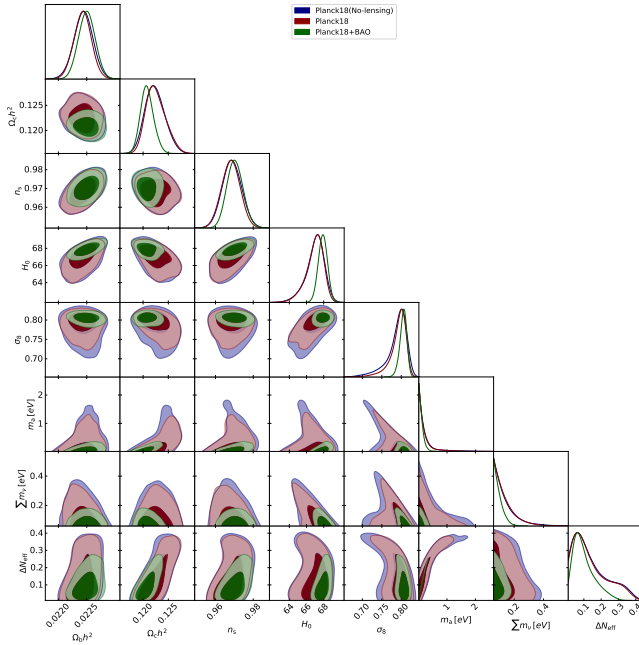 Planck18(No-lensing)
Planck18
Planck18+BAO
0.125
0.120
Ω_c h²
0.98
0.97
0.96
n_s
68
66
64
H_0
0.80
0.75
0.70
σ_8
2
1
m_a [eV]
0.4
0.2
∑ m_ν [eV]
0.4
0.3
0.2
0.1
ΔN_eff
0.0220 0.0225 0.120 0.125 0.96 0.98 64 66 68 0.70 0.75 0.80 1 2 0.2 0.4 0.1 0.2 0.3 0.4
Ω_b h² Ω_c h² n_s H_0 σ_8 m_a [eV] ∑ m_ν [eV] ΔN_eff